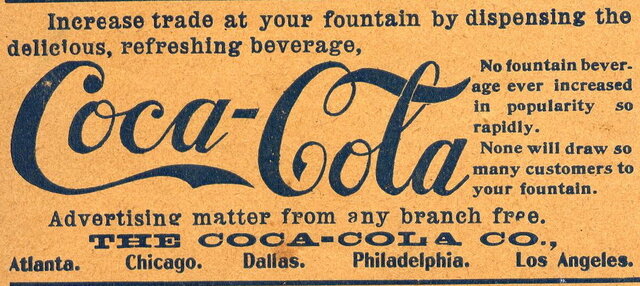 Increase trade at your fountain by dispensing the
delicious, refreshing beverage,
Coca-Cola
No fountain bever-
age ever increased
in popularity so
rapidly.
None will draw so
many customers to
your fountain.
Advertising matter from any branch free.
THE COCA-COLA CO.,
Atlanta. Chicago. Dallas. Philadelphia. Los Angeles.